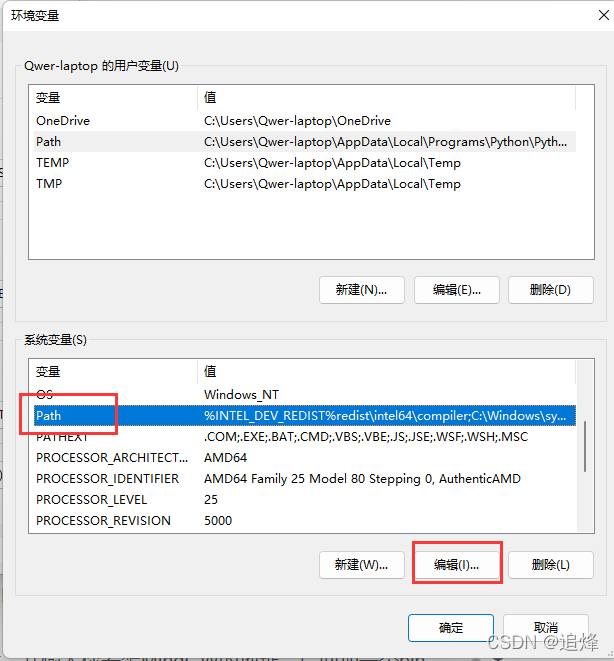 环境变量
Qwer-laptop 的用户变量(U)
变量 值
OneDrive C:\Users\Qwer-laptop\OneDrive
Path C:\Users\Qwer-laptop\AppData\Local\Programs\Python\Pyth...
TEMP C:\Users\Qwer-laptop\AppData\Local\Temp
TMP C:\Users\Qwer-laptop\AppData\Local\Temp
新建(N)... 编辑(E)... 删除(D)
系统变量(S)
变量 值
OS Windows_NT
Path %INTEL_DEV_REDIST%redist\intel64\compiler;C:\Windows\sy...
PATHEXT .COM;.EXE;.BAT;.CMD;.VBS;.VBE;.JS;.JSE;.WSF;.WSH;.MSC
PROCESSOR_ARCHITECT... AMD64
PROCESSOR_IDENTIFIER AMD64 Family 25 Model 80 Stepping 0, AuthenticAMD
PROCESSOR_LEVEL 25
PROCESSOR_REVISION 5000
新建(W)... 编辑(I)... 删除(L)
确定 取消
CSDN @追烽